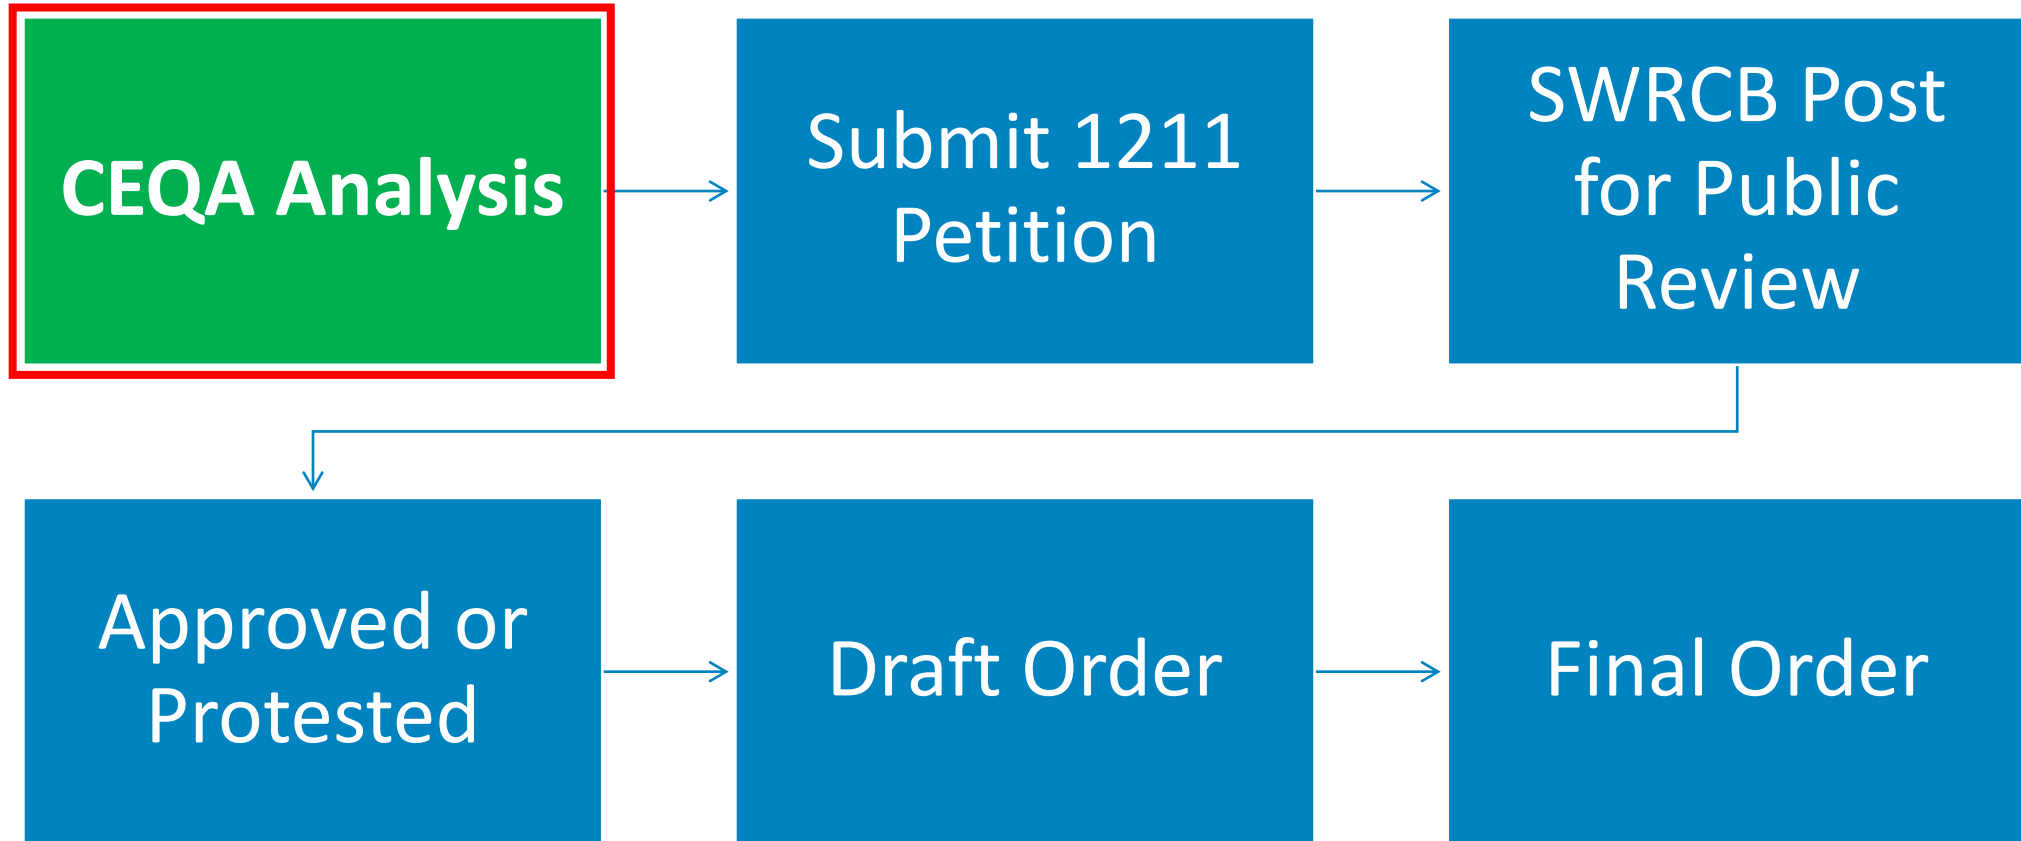 CEQA Analysis
Submit 1211
Petition
SWRCB Post
for Public
Review
Approved or
Protested
Draft Order
Final Order